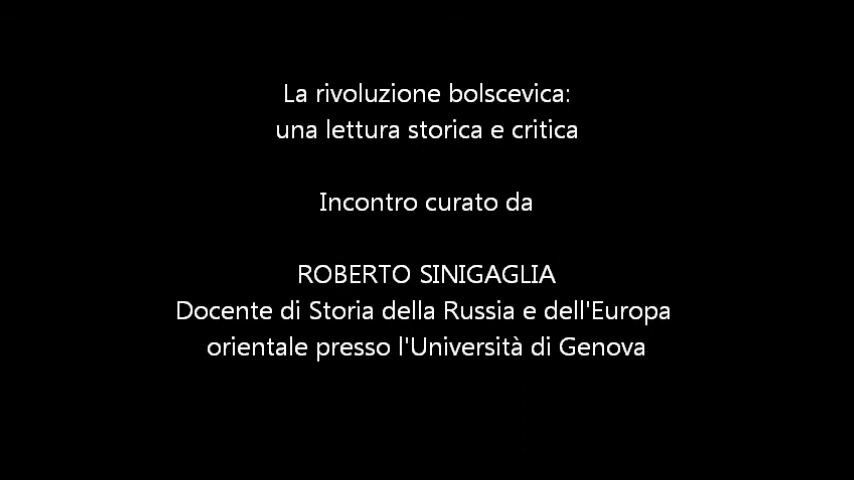 La rivoluzione bolscevica:
una lettura storica e critica
Incontro curato da
ROBERTO SINIGAGLIA
Docente di Storia della Russia e dell'Europa
orientale presso l'Università di Genova